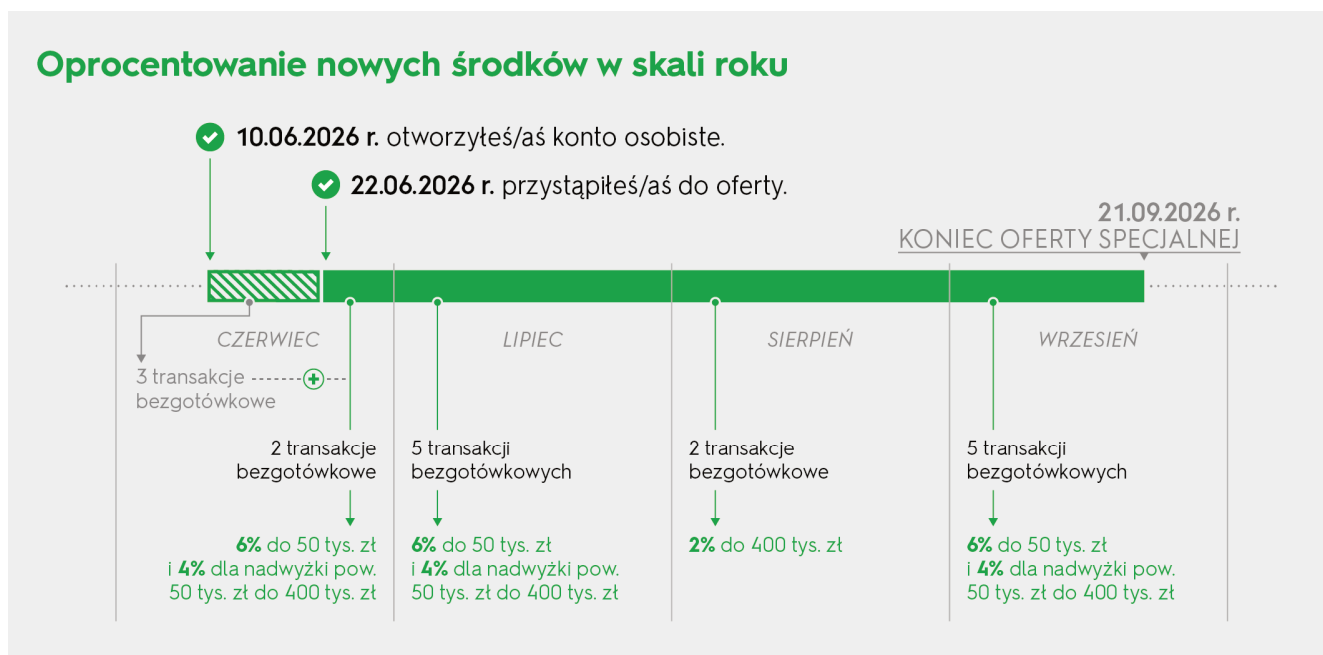 Oprocentowanie nowych środków w skali roku
10.06.2026 r. otworzyłeś/aś konto osobiste.
22.06.2026 r. przystąpiłeś/aś do oferty.
21.09.2026 r.
KONIEC OFERTY SPECJALNEJ
CZERWIEC
LIPIEC
SIERPIEŃ
WRZESIEŃ
3 transakcje
bezgotówkowe
2 transakcje
bezgotówkowe
6% do 50 tys. zł
i 4% dla nadwyżki pow.
50 tys. zł do 400 tys. zł
5 transakcji
bezgotówkowych
6% do 50 tys. zł
i 4% dla nadwyżki pow.
50 tys. zł do 400 tys. zł
2 transakcje
bezgotówkowe
2% do 400 tys. zł
5 transakcji
bezgotówkowych
6% do 50 tys. zł
i 4% dla nadwyżki pow.
50 tys. zł do 400 tys. zł